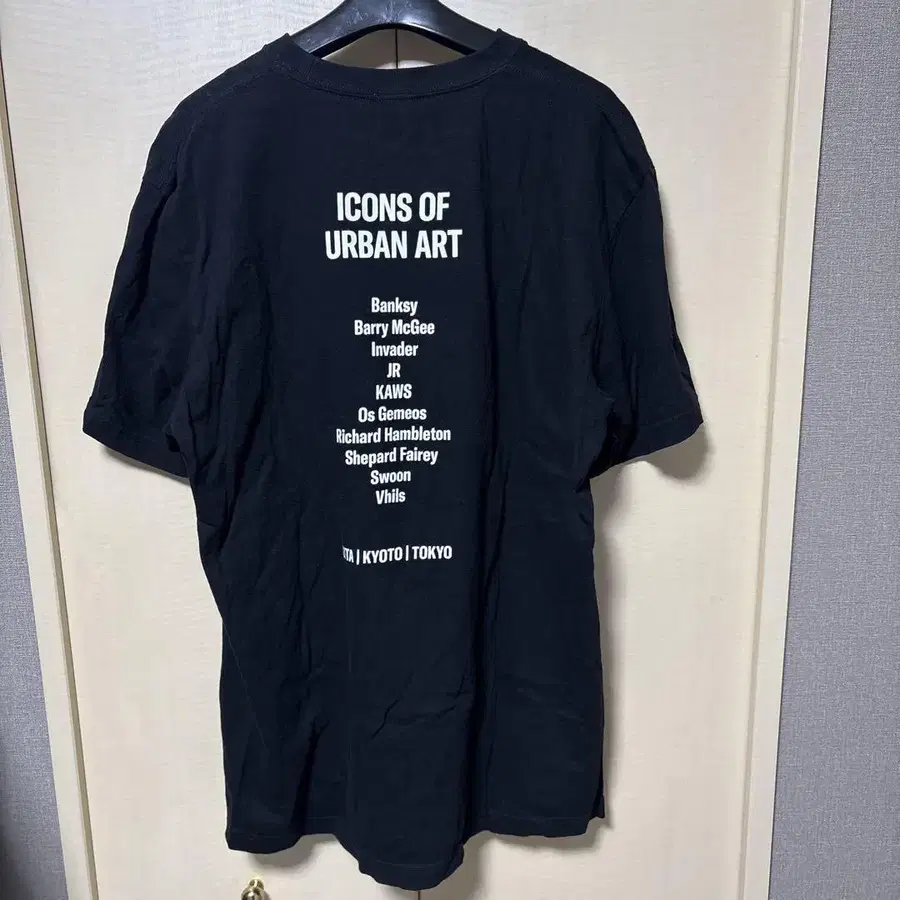 ICONS OF
URBAN ART
Banksy
Barry McGee
Invader
JR
KAWS
Os Gemeos
Richard Hambleton
Shepard Fairey
Swoon
Vhils
| KYOTO | TOKYO